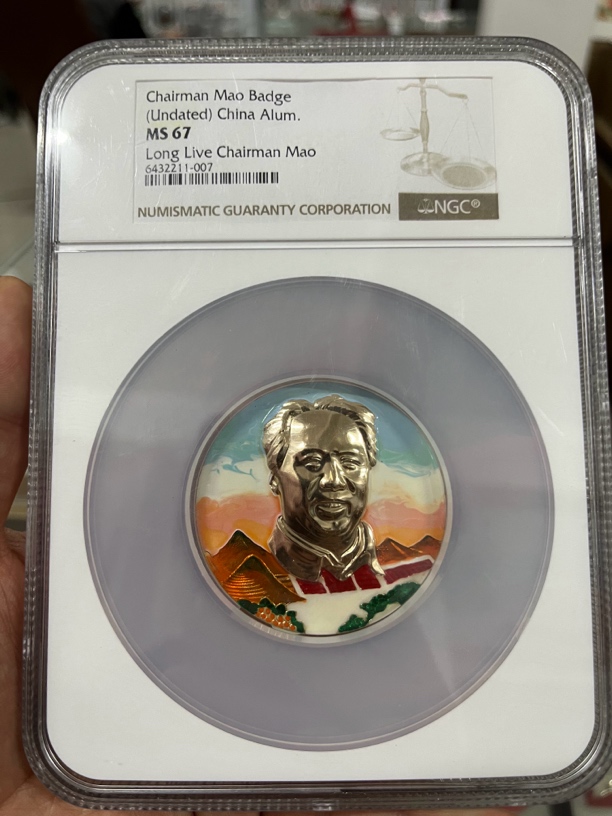 Chairman Mao Badge
(Undated) China Alum.
MS 67
Long Live Chairman Mao
6432211-007
NUMISMATIC GUARANTY CORPORATION NGC®